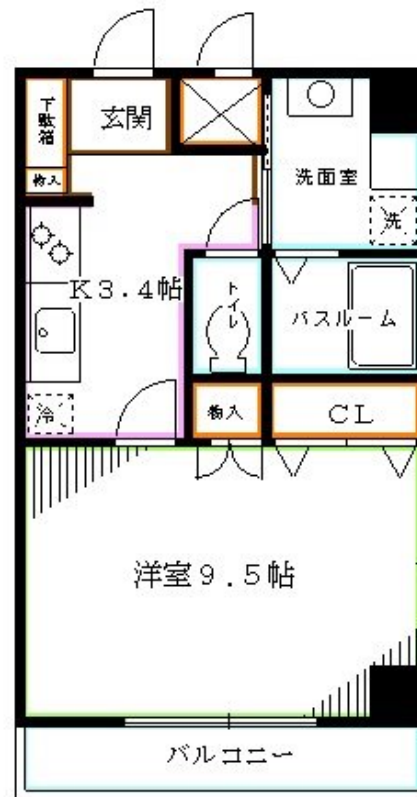 下駄箱
玄関
物入
洗面室
洗
K3.4帖
トイレ
バスルーム
冷
物入
CL
洋室9.5帖
バルコニー